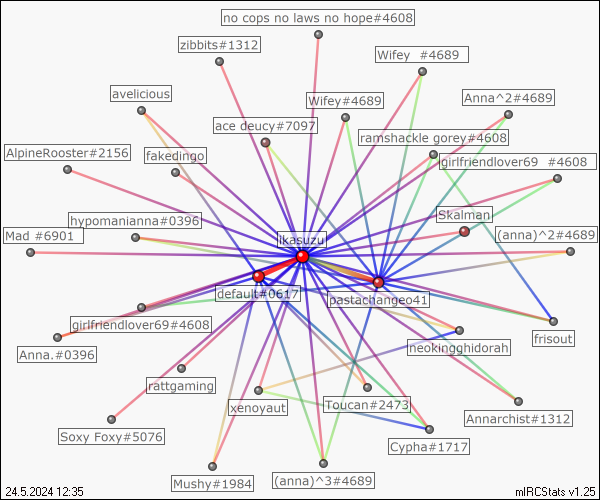 no cops no laws no hope#4608
zibbits#1312
Wifey #4689
avelicious
Wifey#4689
Anna^2#4689
ace deucy#7097
ramshackle gorey#4608
AlpineRooster#2156
fakedingo
girlfriendlover69 #4608
hypomanianna#0396
Skalman
Mad #6901
ikasuzu
(anna)^2#4689
default#0617
pastachangeo41
girlfriendlover69#4608
frisout
Anna.#0396
neokingghidorah
rattgaming
xenoyaut
Toucan#2473
Annarchist#1312
Soxy Foxy#5076
Cypha#1717
Mushy#1984
(anna)^3#4689
24.5.2024 12:35
mIRCStats v1.25